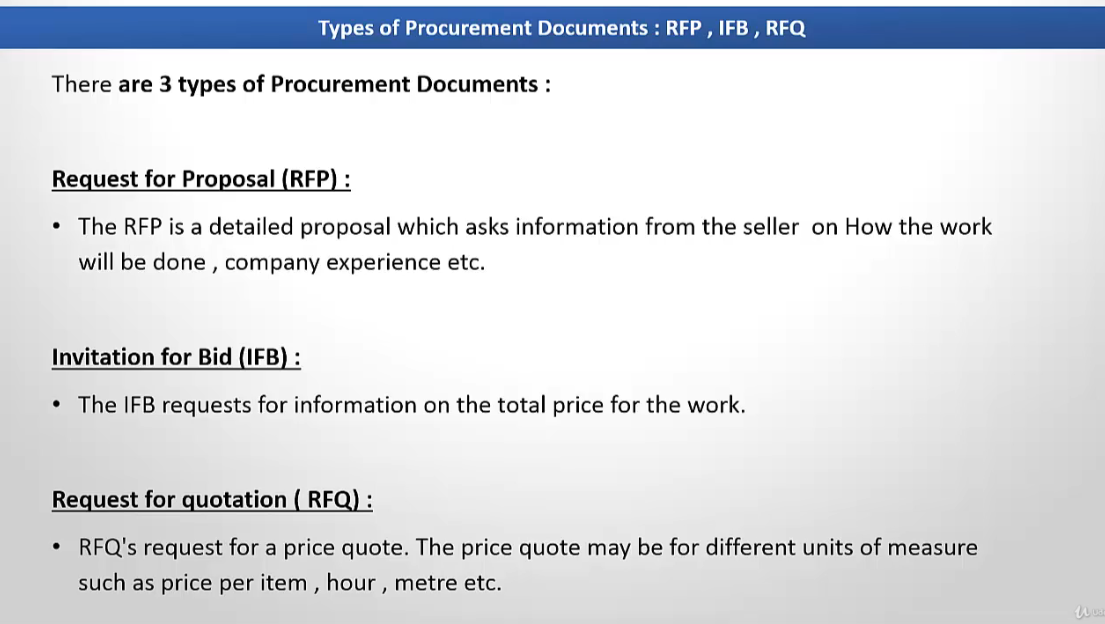 Types of Procurement Documents : RFP , IFB , RFQ
There are 3 types of Procurement Documents :
Request for Proposal (RFP) :
• The RFP is a detailed proposal which asks information from the seller on How the work
will be done , company experience etc.
Invitation for Bid (IFB) :
• The IFB requests for information on the total price for the work.
Request for quotation ( RFQ) :
• RFQ's request for a price quote. The price quote may be for different units of measure
such as price per item , hour , metre etc.